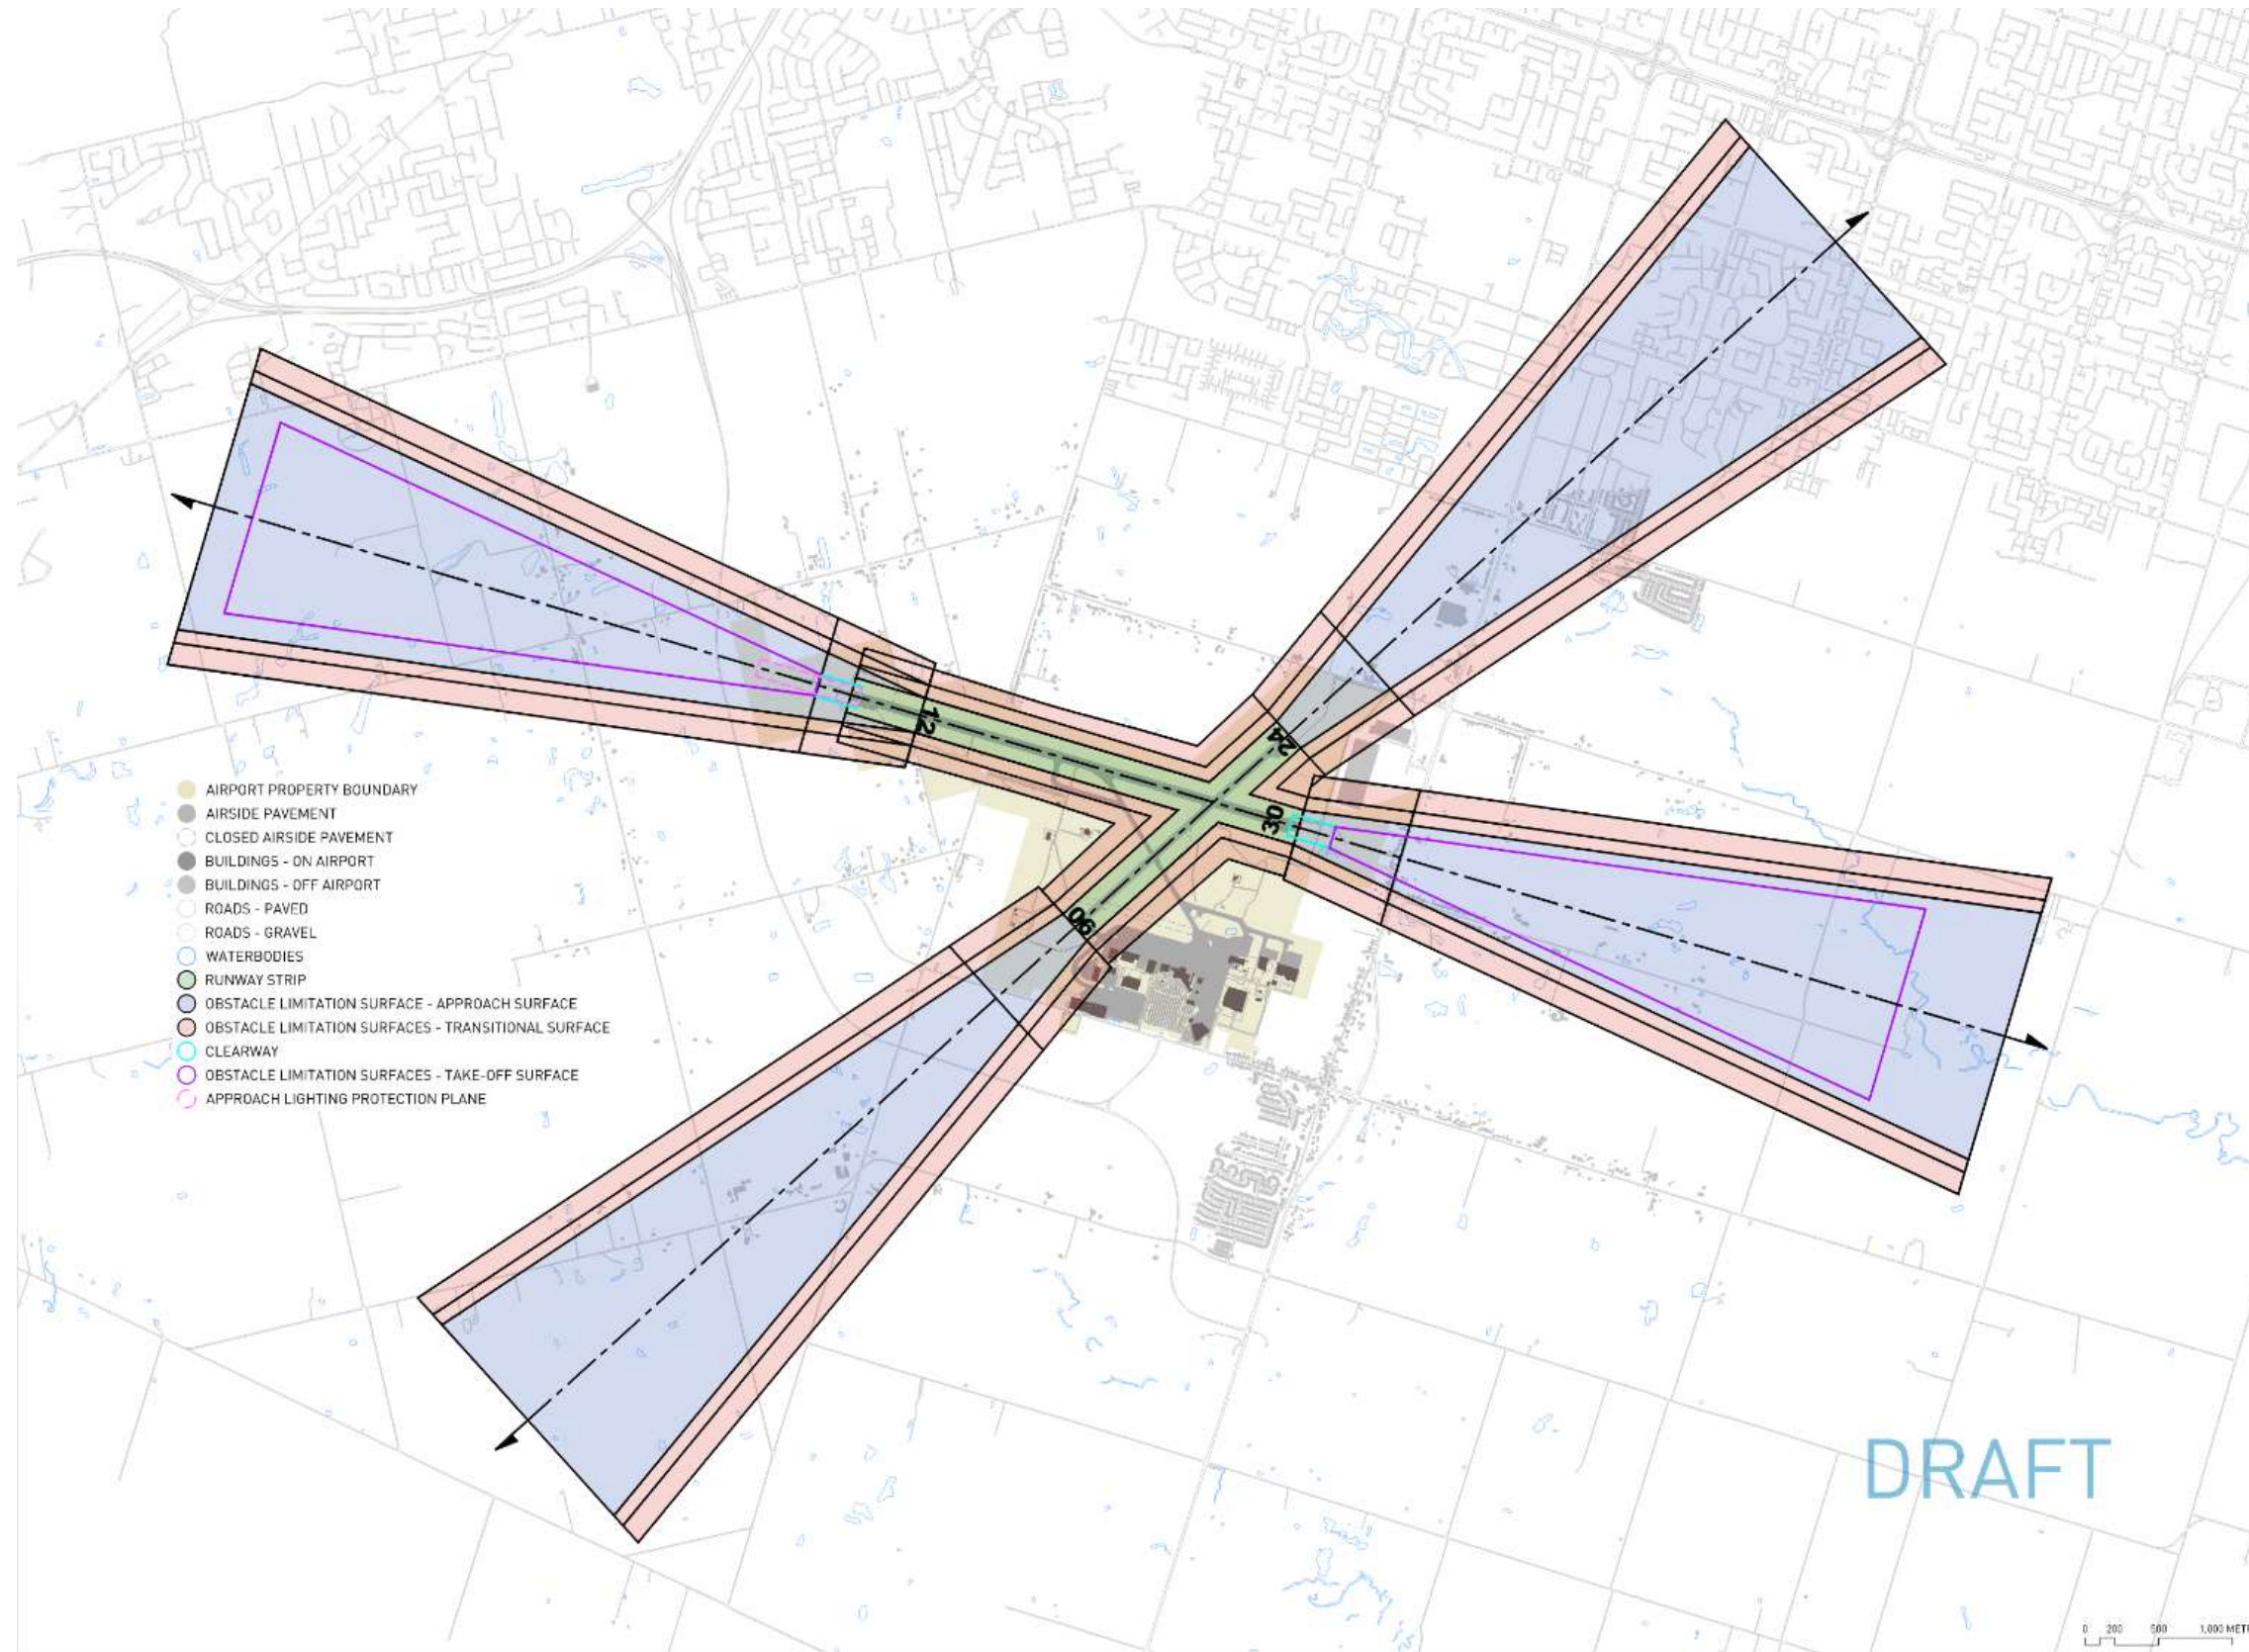 12
24
30
06
AIRPORT PROPERTY BOUNDARY
AIRSIDE PAVEMENT
CLOSED AIRSIDE PAVEMENT
BUILDINGS - ON AIRPORT
BUILDINGS - OFF AIRPORT
ROADS - PAVED
ROADS - GRAVEL
WATERBODIES
RUNWAY STRIP
OBSTACLE LIMITATION SURFACE - APPROACH SURFACE
OBSTACLE LIMITATION SURFACES - TRANSITIONAL SURFACE
CLEARWAY
OBSTACLE LIMITATION SURFACES - TAKE-OFF SURFACE
APPROACH LIGHTING PROTECTION PLANE
DRAFT
0 200 500 1,000 METR